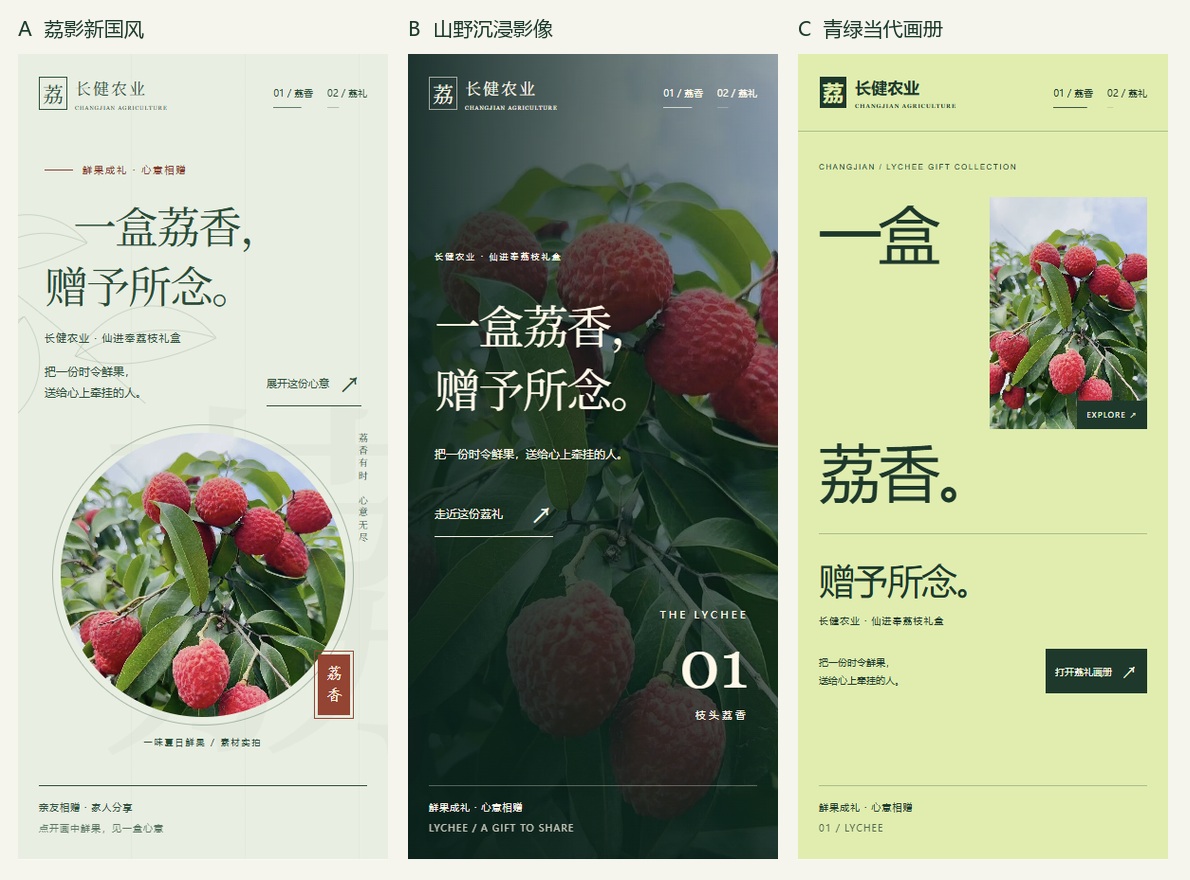 A 荔影新国风
荔 长健农业
CHANGJIAN AGRICULTURE
01 / 荔香 02 / 荔礼
鲜果成礼 · 心意相赠
一盒荔香，
赠予所念。
长健农业 · 仙进奉荔枝礼盒
把一份时令鲜果，
送给心上牵挂的人。
展开这份心意 ↗
荔香有时 心意无尽
荔香
一味夏日鲜果 / 素材实拍
亲友相赠 · 家人分享
点开画中鲜果，见一盒心意
B 山野沉浸影像
荔 长健农业
CHANGJIAN AGRICULTURE
01 / 荔香 02 / 荔礼
长健农业 · 仙进奉荔枝礼盒
一盒荔香，
赠予所念。
把一份时令鲜果，送给心上牵挂的人。
走近这份荔礼 ↗
THE LYCHEE
01
枝头荔香
鲜果成礼 · 心意相赠
LYCHEE / A GIFT TO SHARE
C 青绿当代画册
荔 长健农业
CHANGJIAN AGRICULTURE
01 / 荔香 02 / 荔礼
CHANGJIAN / LYCHEE GIFT COLLECTION
一盒
EXPLORE ↗
荔香。
赠予所念。
长健农业 · 仙进奉荔枝礼盒
把一份时令鲜果，
送给心上牵挂的人。
打开荔礼画册 ↗
鲜果成礼 · 心意相赠
01 / LYCHEE